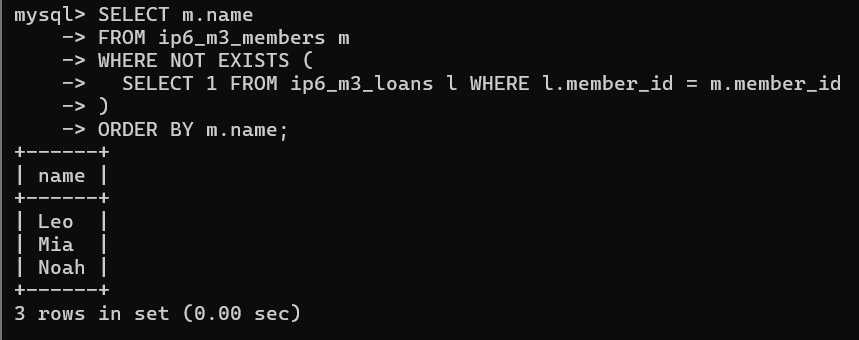 mysql> SELECT m.name
    -> FROM ip6_m3_members m
    -> WHERE NOT EXISTS (
    ->   SELECT 1 FROM ip6_m3_loans l WHERE l.member_id = m.member_id
    -> )
    -> ORDER BY m.name;
+------+
| name |
+------+
| Leo  |
| Mia  |
| Noah |
+------+
3 rows in set (0.00 sec)